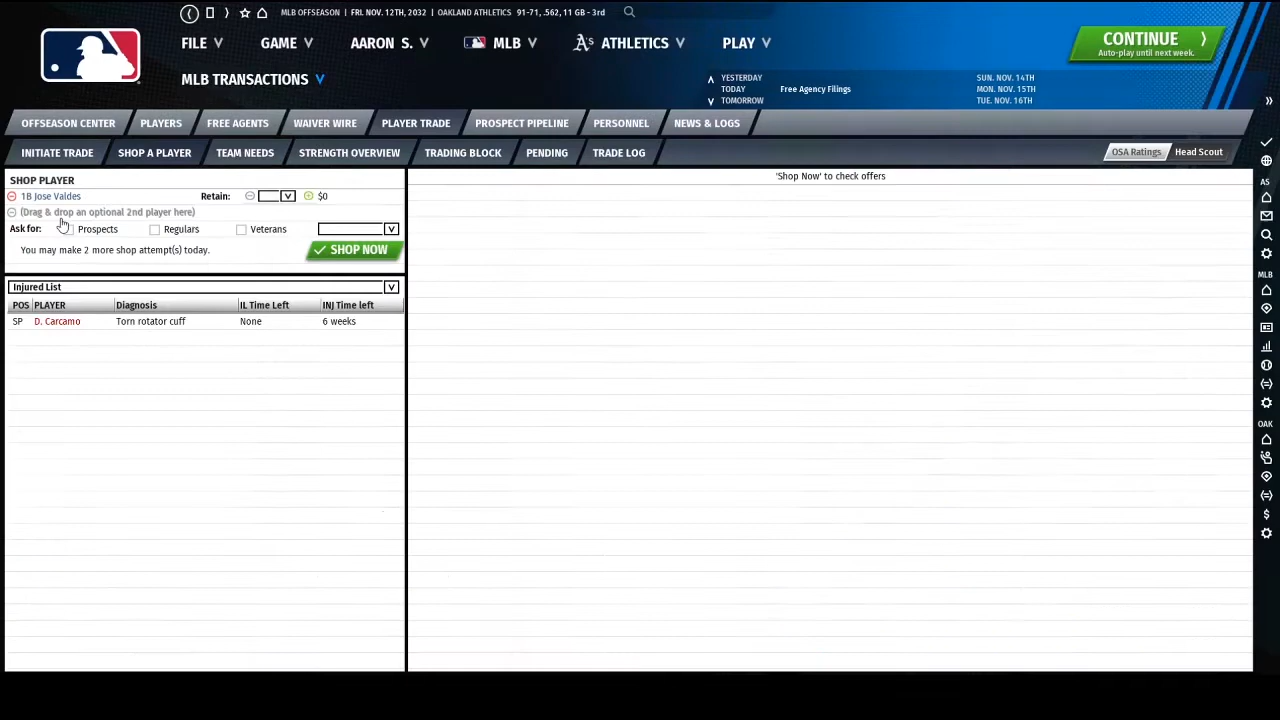 MLB OFFSEASON | FRI. NOV. 12TH, 2032 | OAKLAND ATHLETICS 91-71, .562, 11 GB - 3rd
FILE GAME AARON S. MLB A's ATHLETICS PLAY
CONTINUE
Auto-play until next week.
MLB TRANSACTIONS
YESTERDAY SUN. NOV. 14TH
TODAY Free Agency Filings MON. NOV. 15TH
TOMORROW TUE. NOV. 16TH
OFFSEASON CENTER PLAYERS FREE AGENTS WAIVER WIRE PLAYER TRADE PROSPECT PIPELINE PERSONNEL NEWS & LOGS
INITIATE TRADE SHOP A PLAYER TEAM NEEDS STRENGTH OVERVIEW TRADING BLOCK PENDING TRADE LOG OSA Ratings Head Scout
SHOP PLAYER
'Shop Now' to check offers
1B Jose Valdes Retain: $0
(Drag & drop an optional 2nd player here)
Ask for: Prospects Regulars Veterans
You may make 2 more shop attempt(s) today. SHOP NOW
Injured List
POS PLAYER Diagnosis IL Time Left INJ Time left
SP D. Carcamo Torn rotator cuff None 6 weeks
AS
MLB
OAK